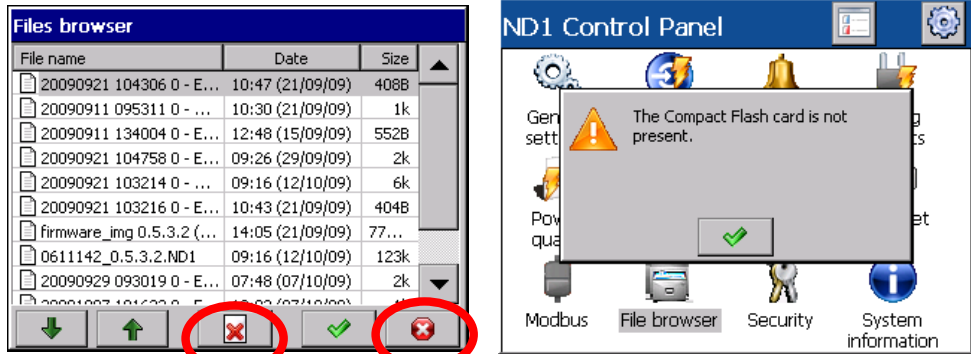 Files browser
File name Date Size
20090921 104306 0 - E... 10:47 (21/09/09) 408B
20090911 095311 0 - ... 10:30 (21/09/09) 1k
20090911 134004 0 - E... 12:48 (15/09/09) 552B
20090921 104758 0 - E... 09:26 (29/09/09) 2k
20090921 103214 0 - ... 09:16 (12/10/09) 6k
20090921 103216 0 - E... 10:43 (21/09/09) 404B
firmware_img 0.5.3.2 (... 14:05 (21/09/09) 77...
0611142_0.5.3.2.ND1 09:16 (12/10/09) 123k
20090929 093019 0 - E... 07:48 (07/10/09) 2k
ND1 Control Panel
Gen
sett
The Compact Flash card is not
present.
Pow
qua
et
Modbus File browser Security System
information